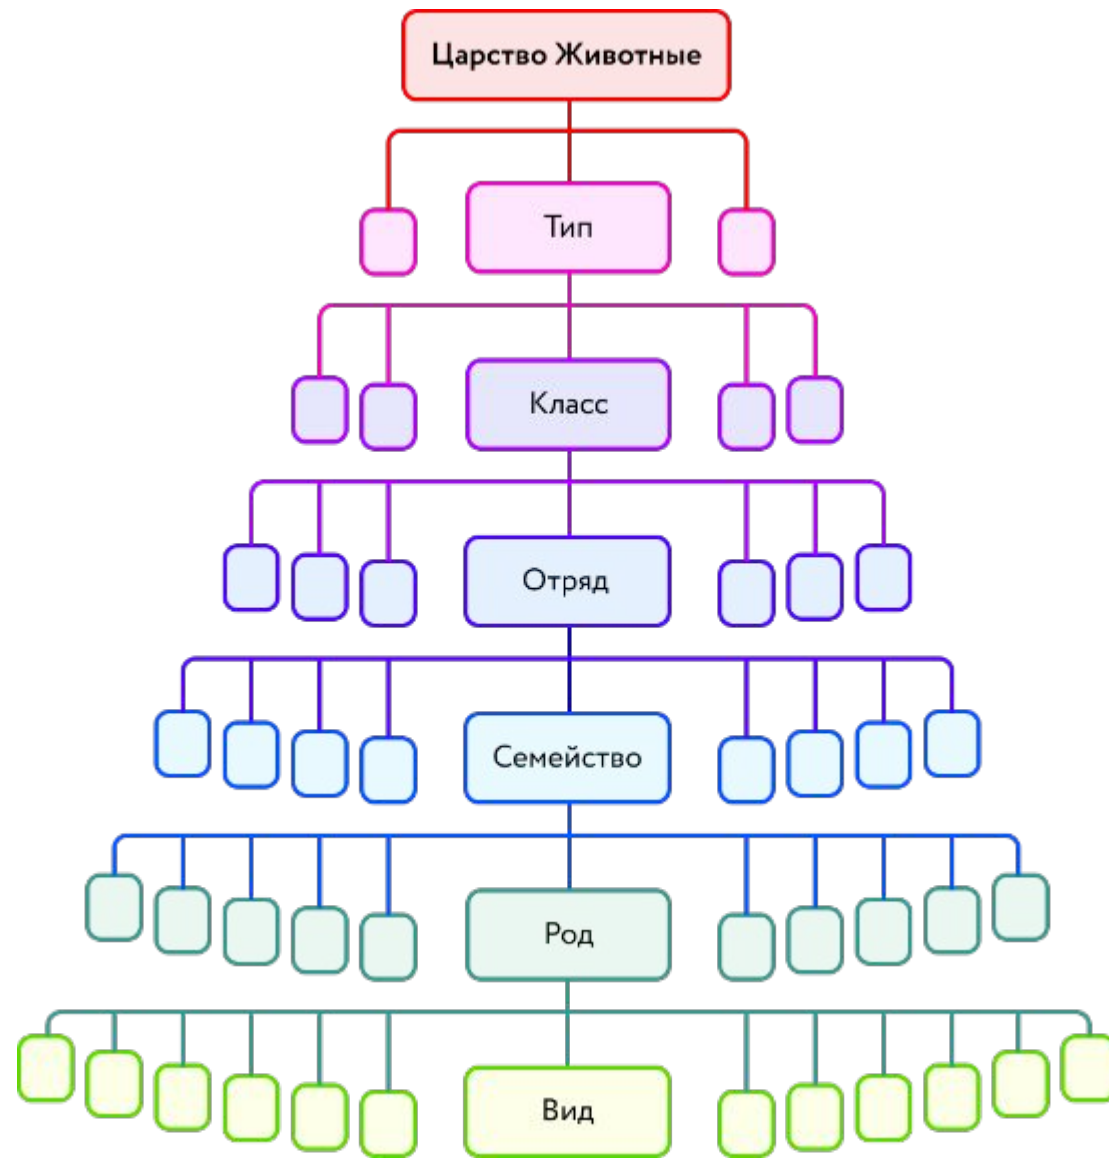 Царство Животные
Тип
Класс
Отряд
Семейство
Род
Вид